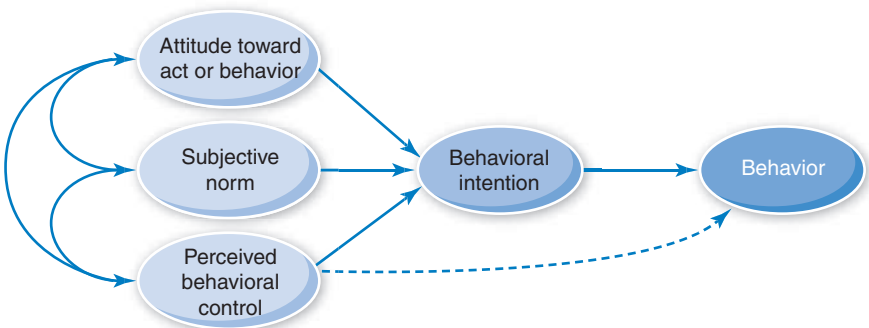 Attitude toward
act or behavior
Subjective
norm
Perceived
behavioral
control
Behavioral
intention
Behavior